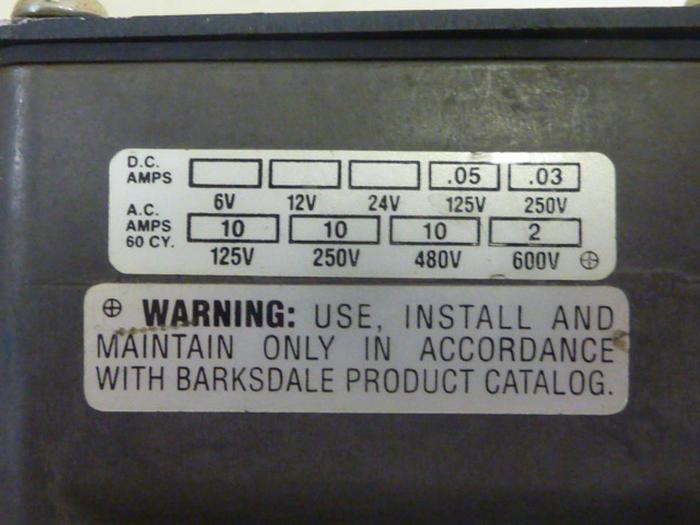 D.C. AMPS .05 .03
6V 12V 24V 125V 250V
A.C. AMPS 60 CY. 10 10 10 2
125V 250V 480V 600V ⊕
⊕ WARNING: USE, INSTALL AND
MAINTAIN ONLY IN ACCORDANCE
WITH BARKSDALE PRODUCT CATALOG.